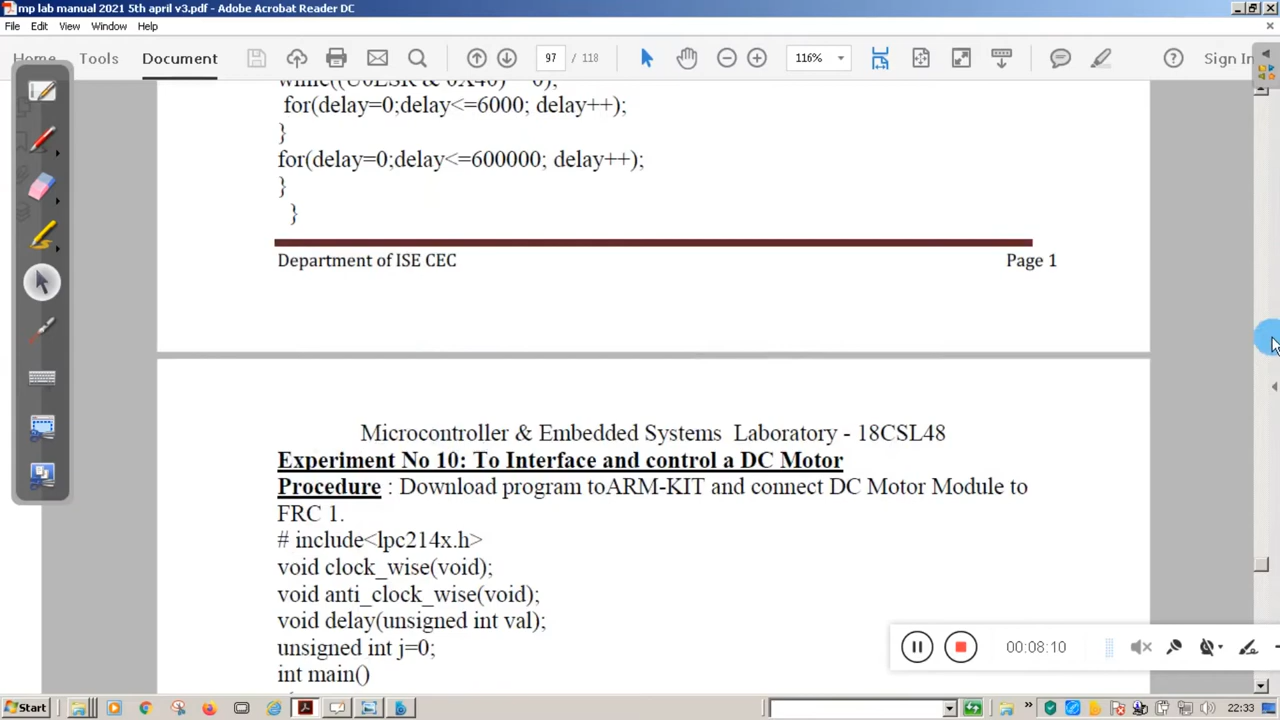 mp lab manual 2021 5th april v3.pdf - Adobe Acrobat Reader DC
File Edit View Window Help
Home Tools Document 97 / 118 116% Sign In
for(delay=0;delay<=6000; delay++);
}
for(delay=0;delay<=600000; delay++);
}
}
Department of ISE CEC Page 1
Microcontroller & Embedded Systems Laboratory - 18CSL48
Experiment No 10: To Interface and control a DC Motor
Procedure : Download program toARM-KIT and connect DC Motor Module to
FRC 1.
# include<lpc214x.h>
void clock_wise(void);
void anti_clock_wise(void);
void delay(unsigned int val);
unsigned int j=0;
int main()
00:08:10
Start 22:33